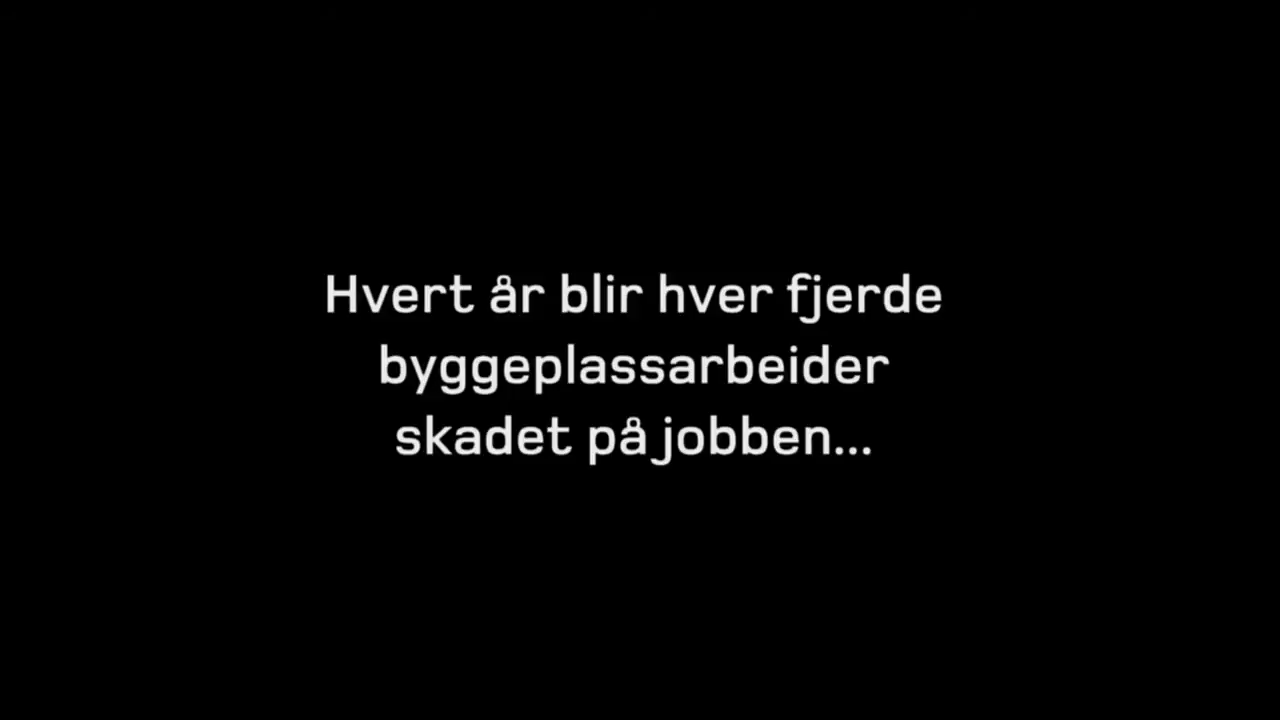 Hvert år blir hver fjerde
byggeplassarbeider
skadet på jobben...